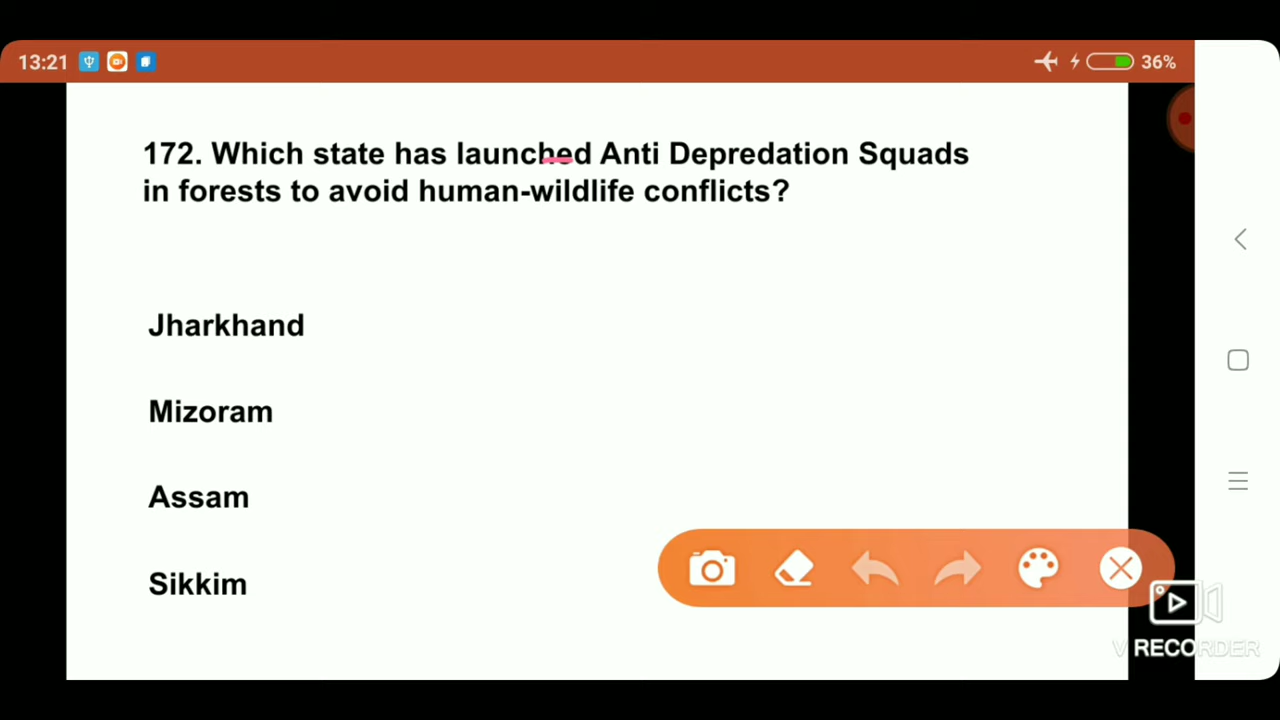 13:21
36%
172. Which state has launched Anti Depredation Squads
in forests to avoid human-wildlife conflicts?
Jharkhand
Mizoram
Assam
Sikkim
V RECORDER